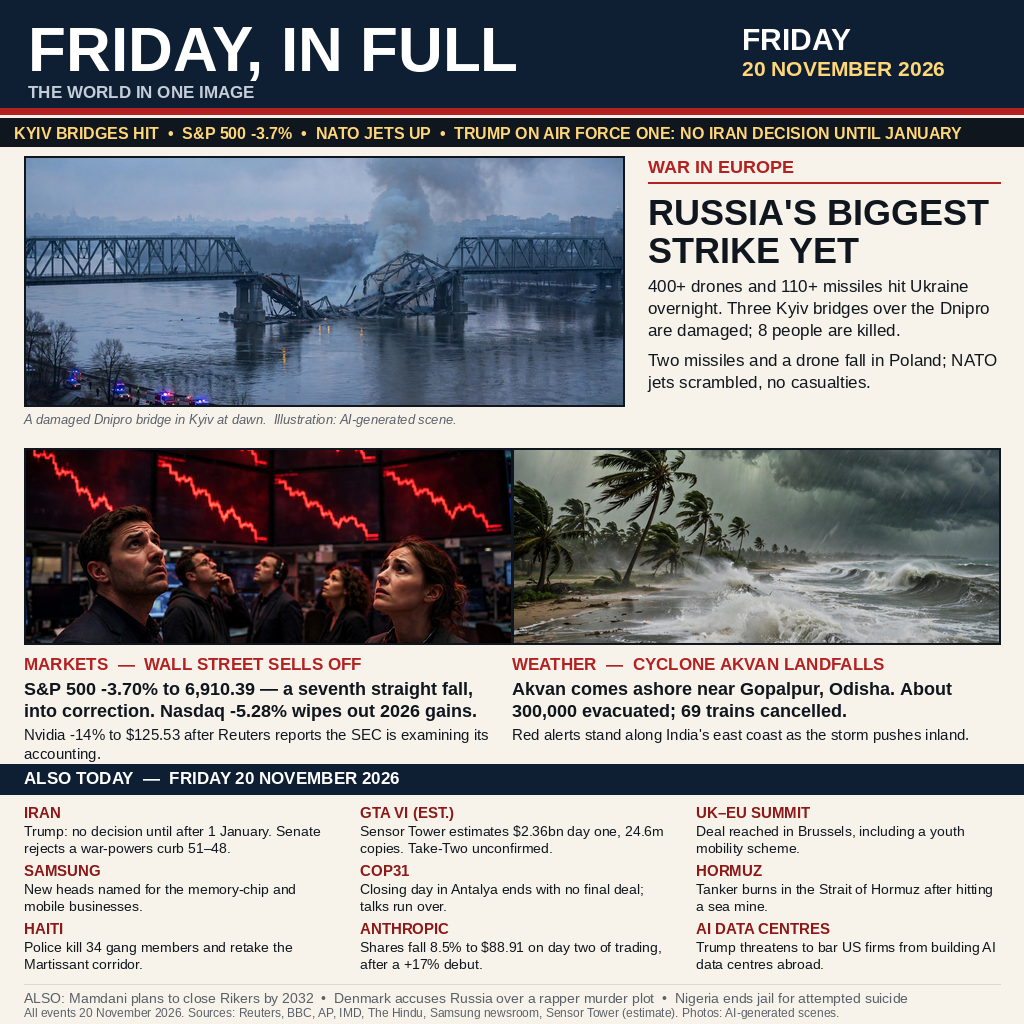 FRIDAY, IN FULL
THE WORLD IN ONE IMAGE
FRIDAY
20 NOVEMBER 2026
KYIV BRIDGES HIT • S&P 500 -3.7% • NATO JETS UP • TRUMP ON AIR FORCE ONE: NO IRAN DECISION UNTIL JANUARY
A damaged Dnipro bridge in Kyiv at dawn. Illustration: AI-generated scene.
WAR IN EUROPE
RUSSIA'S BIGGEST
STRIKE YET
400+ drones and 110+ missiles hit Ukraine
overnight. Three Kyiv bridges over the Dnipro
are damaged; 8 people are killed.
Two missiles and a drone fall in Poland; NATO
jets scrambled, no casualties.
MARKETS — WALL STREET SELLS OFF
S&P 500 -3.70% to 6,910.39 — a seventh straight fall,
into correction. Nasdaq -5.28% wipes out 2026 gains.
Nvidia -14% to $125.53 after Reuters reports the SEC is examining its
accounting.
WEATHER — CYCLONE AKVAN LANDFALLS
Akvan comes ashore near Gopalpur, Odisha. About
300,000 evacuated; 69 trains cancelled.
Red alerts stand along India's east coast as the storm pushes inland.
ALSO TODAY — FRIDAY 20 NOVEMBER 2026
IRAN
Trump: no decision until after 1 January. Senate
rejects a war-powers curb 51–48.
GTA VI (EST.)
Sensor Tower estimates $2.36bn day one, 24.6m
copies. Take-Two unconfirmed.
UK–EU SUMMIT
Deal reached in Brussels, including a youth
mobility scheme.
SAMSUNG
New heads named for the memory-chip and
mobile businesses.
COP31
Closing day in Antalya ends with no final deal;
talks run over.
HORMUZ
Tanker burns in the Strait of Hormuz after hitting
a sea mine.
HAITI
Police kill 34 gang members and retake the
Martissant corridor.
ANTHROPIC
Shares fall 8.5% to $88.91 on day two of trading,
after a +17% debut.
AI DATA CENTRES
Trump threatens to bar US firms from building AI
data centres abroad.
ALSO: Mamdani plans to close Rikers by 2032 • Denmark accuses Russia over a rapper murder plot • Nigeria ends jail for attempted suicide
All events 20 November 2026. Sources: Reuters, BBC, AP, IMD, The Hindu, Samsung newsroom, Sensor Tower (estimate). Photos: AI-generated scenes.